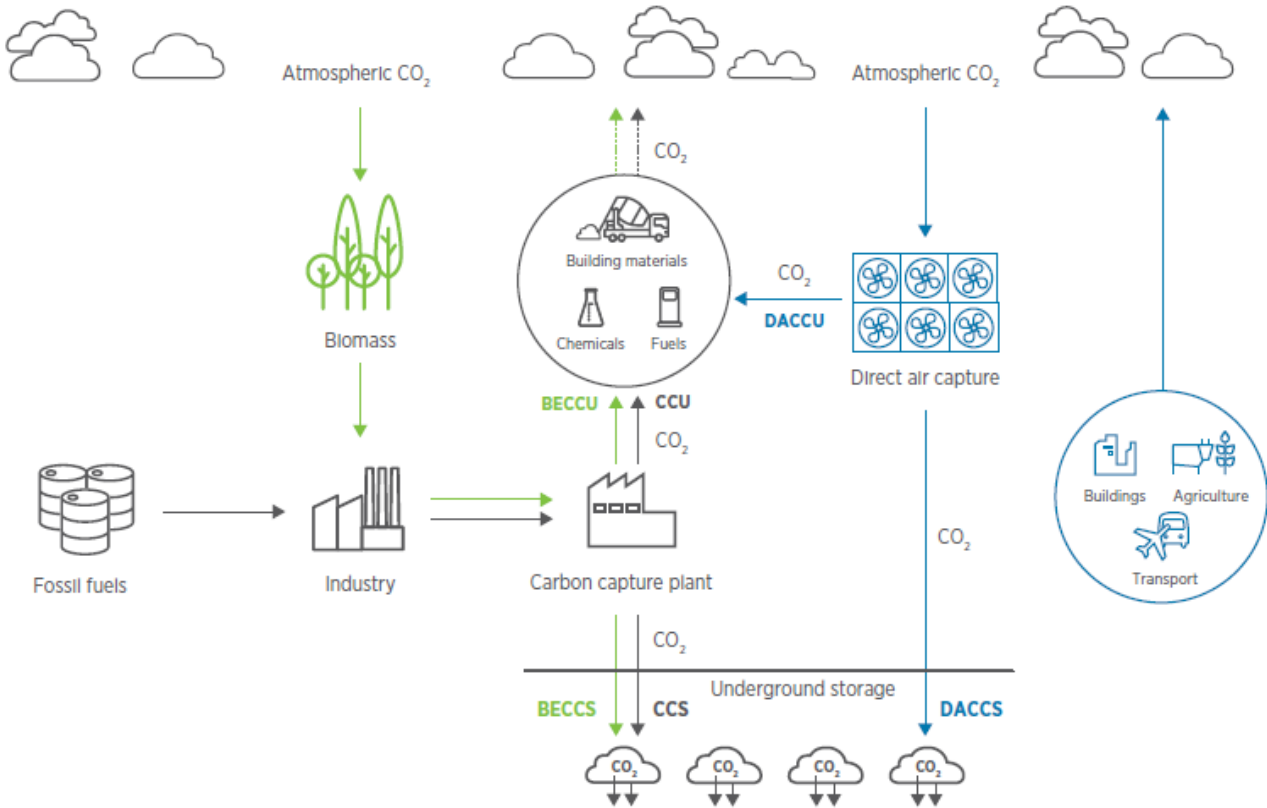 Atmospheric CO₂
Atmospheric CO₂
CO₂
Building materials
Chemicals
Fuels
CO₂
DACCU
Biomass
Direct air capture
BECCU
CCU
CO₂
Buildings
Agriculture
Transport
Fossil fuels
Industry
Carbon capture plant
CO₂
CO₂
Underground storage
BECCS
CCS
DACCS
CO₂
CO₂
CO₂
CO₂